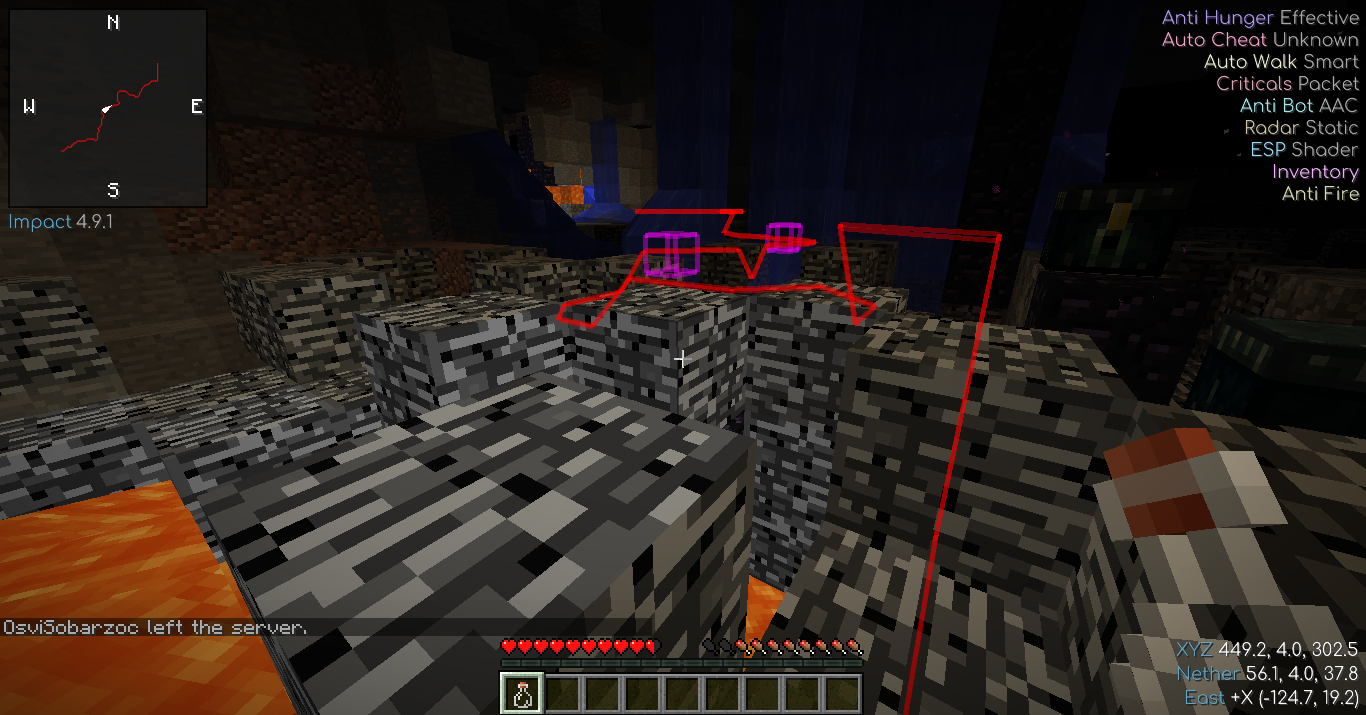 N
W E
S
Impact 4.9.1
Anti Hunger Effective
Auto Cheat Unknown
Auto Walk Smart
Criticals Packet
Anti Bot AAC
Radar Static
ESP Shader
Inventory
Anti Fire
Osvi5obarzoc left the server.
XYZ 449.2, 4.0, 302.5
Nether 56.1, 4.0, 37.8
East +X (-124.7, 19.2)